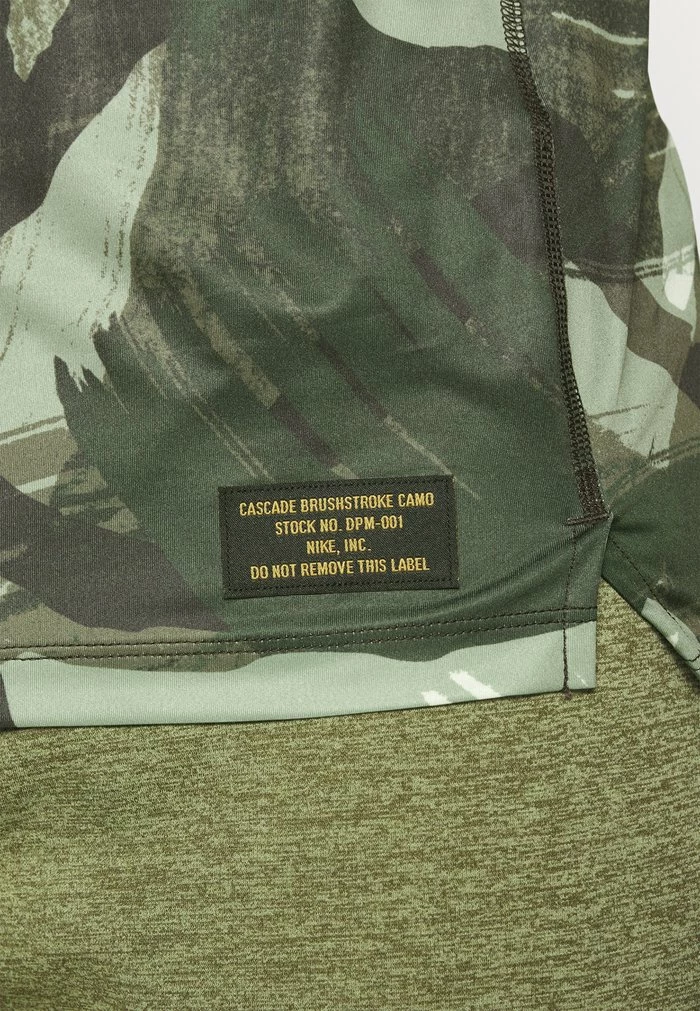 CASCADE BRUSHSTROKE CAMO
STOCK NO. DPM-001
NIKE, INC.
DO NOT REMOVE THIS LABEL